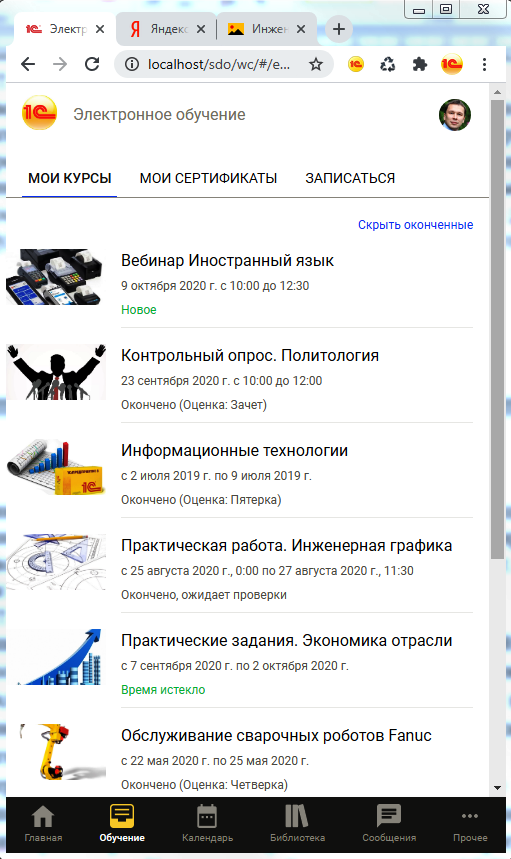 Электр
Яндекс
Инжен
localhost/sdo/wc/#/e...
1С
Электронное обучение
МОИ КУРСЫ
МОИ СЕРТИФИКАТЫ
ЗАПИСАТЬСЯ
Скрыть оконченные
Вебинар Иностранный язык
9 октября 2020 г. с 10:00 до 12:30
Новое
Контрольный опрос. Политология
23 сентября 2020 г. с 10:00 до 12:00
Окончено (Оценка: Зачет)
Информационные технологии
с 2 июля 2019 г. по 9 июля 2019 г.
Окончено (Оценка: Пятерка)
Практическая работа. Инженерная графика
с 25 августа 2020 г., 0:00 по 27 августа 2020 г., 11:30
Окончено, ожидает проверки
Практические задания. Экономика отрасли
с 7 сентября 2020 г. по 2 октября 2020 г.
Время истекло
Обслуживание сварочных роботов Fanuc
с 22 мая 2020 г. по 25 мая 2020 г.
Окончено (Оценка: Четверка)
Главная
Обучение
Календарь
Библиотека
Сообщения
Прочее